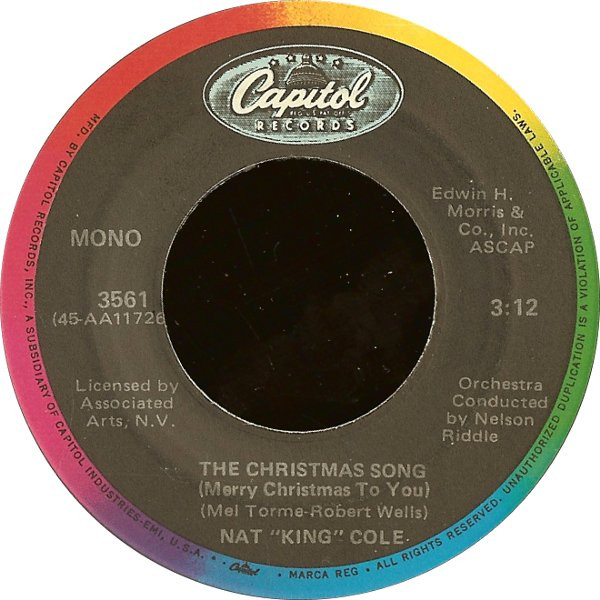 Capitol
REG. U.S. PAT. OFF.
RECORDS
MONO
3561
(45-AA11726
Licensed by
Associated
Arts, N.V.
Edwin H.
Morris &
Co., Inc.
ASCAP
3:12
Orchestra
Conducted
by Nelson
Riddle
THE CHRISTMAS SONG
(Merry Christmas To You)
(Mel Torme-Robert Wells)
NAT "KING" COLE
MFD. BY CAPITOL RECORDS, INC., A SUBSIDIARY OF CAPITOL INDUSTRIES-EMI, U.S.A. • Capitol • MARCA REG • ALL RIGHTS RESERVED. UNAUTHORIZED DUPLICATION IS A VIOLATION OF APPLICABLE LAWS.